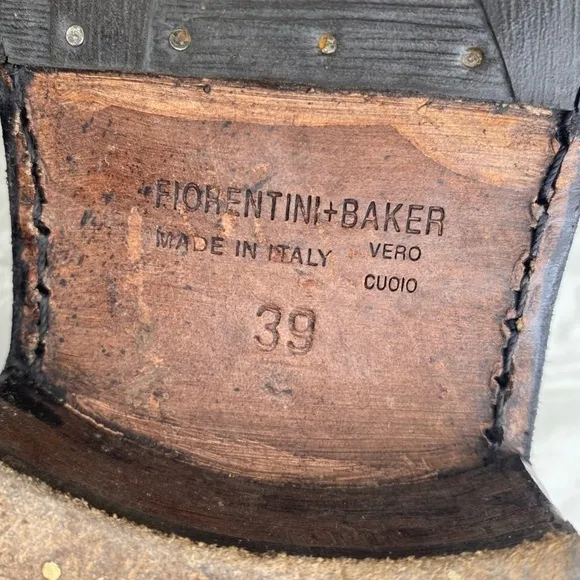 FIORENTINI+BAKER
MADE IN ITALY VERO
CUOIO
39